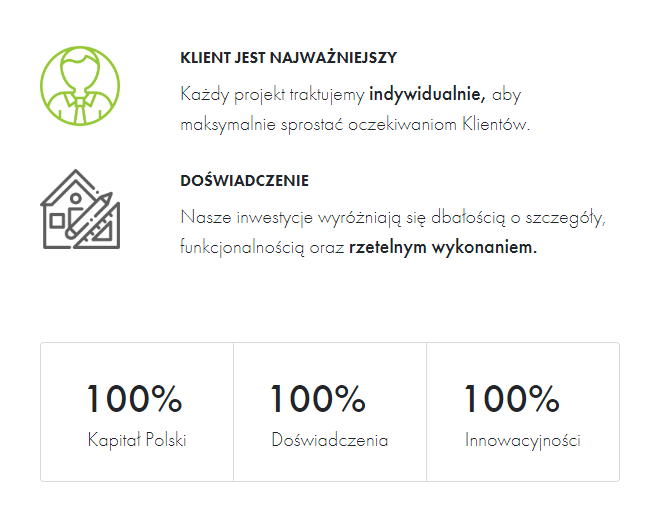 KLIENT JEST NAJWAŻNIEJSZY
Każdy projekt traktujemy indywidualnie, aby
maksymalnie sprostać oczekiwaniom Klientów.
DOŚWIADCZENIE
Nasze inwestycje wyróżniają się dbałością o szczegóły,
funkcjonalnością oraz rzetelnym wykonaniem.
100%
Kapitał Polski
100%
Doświadczenia
100%
Innowacyjności